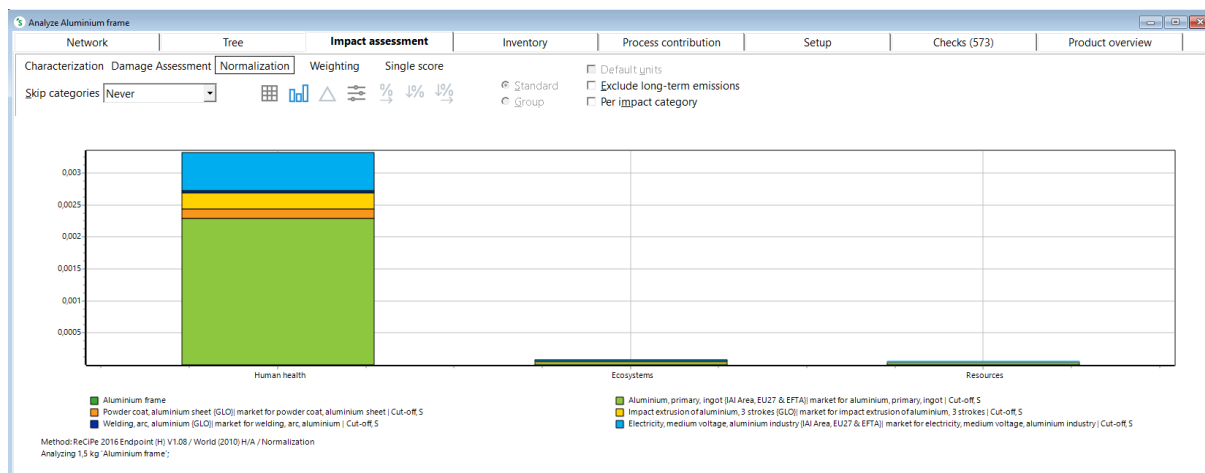 Analyze Aluminium frame
Network Tree Impact assessment Inventory Process contribution Setup Checks (573) Product overview
Characterization Damage Assessment Normalization Weighting Single score
Default units
Skip categories Never
Standard
Exclude long-term emissions
Group
Per impact category
0,003
0,0025
0,002
0,0015
0,001
0,0005
Human health Ecosystems Resources
Aluminium frame
Aluminium, primary, ingot {IAI Area, EU27 & EFTA}| market for aluminium, primary, ingot | Cut-off, S
Powder coat, aluminium sheet {GLO}| market for powder coat, aluminium sheet | Cut-off, S
Impact extrusion of aluminium, 3 strokes {GLO}| market for impact extrusion of aluminium, 3 strokes | Cut-off, S
Welding, arc, aluminium {GLO}| market for welding, arc, aluminium | Cut-off, S
Electricity, medium voltage, aluminium industry {IAI Area, EU27 & EFTA}| market for electricity, medium voltage, aluminium industry | Cut-off, S
Method: ReCiPe 2016 Endpoint (H) V1.08 / World (2010) H/A / Normalization
Analyzing 1,5 kg 'Aluminium frame';